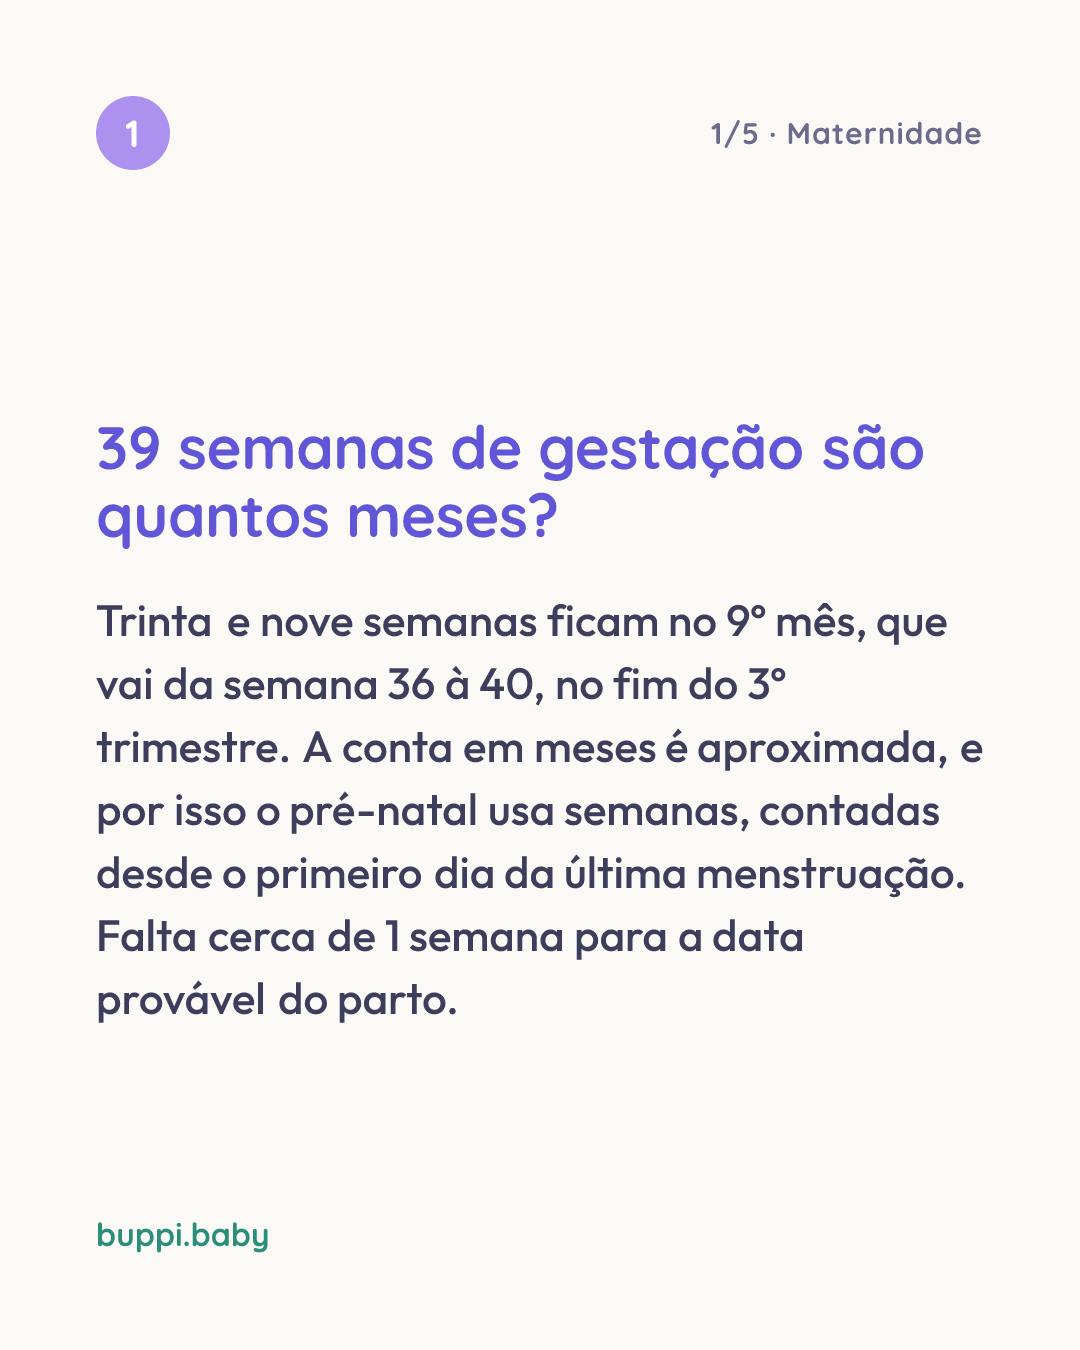 1
1/5 · Maternidade
39 semanas de gestação são
quantos meses?
Trinta e nove semanas ficam no 9º mês, que
vai da semana 36 à 40, no fim do 3º
trimestre. A conta em meses é aproximada, e
por isso o pré-natal usa semanas, contadas
desde o primeiro dia da última menstruação.
Falta cerca de 1 semana para a data
provável do parto.
buppi.baby